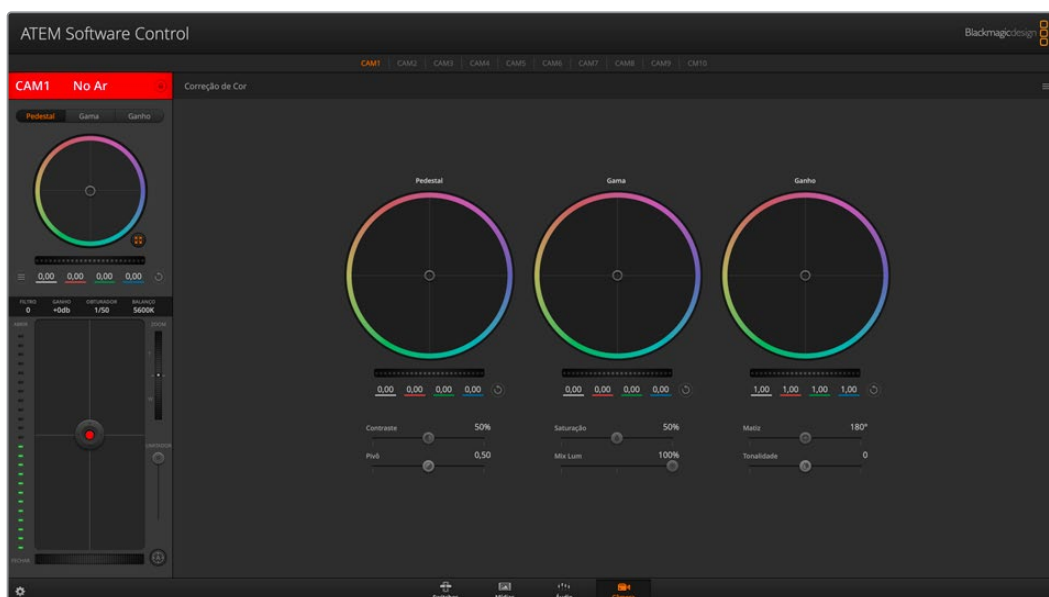 ATEM Software Control
Blackmagicdesign
CAM1 CAM2 CAM3 CAM4 CAM5 CAM6 CAM7 CAM8 CAM9 CM10
CAM1 No Ar
Correção de Cor
Pedestal Gama Ganho
Pedestal Gama Ganho
0,00 0,00 0,00 0,00
FILTRO GANHO OBTURADOR BALANÇO
0 +0db 1/50 5600K
ZOOM
T
W
0,00 0,00 0,00 0,00
0,00 0,00 0,00 0,00
1,00 1,00 1,00 1,00
Contraste 50%
Saturação 50%
Matiz 180°
Pivô 0,50
Mix Lum 100%
Tonalidade 0
FECHAR
Áudio
Câmera